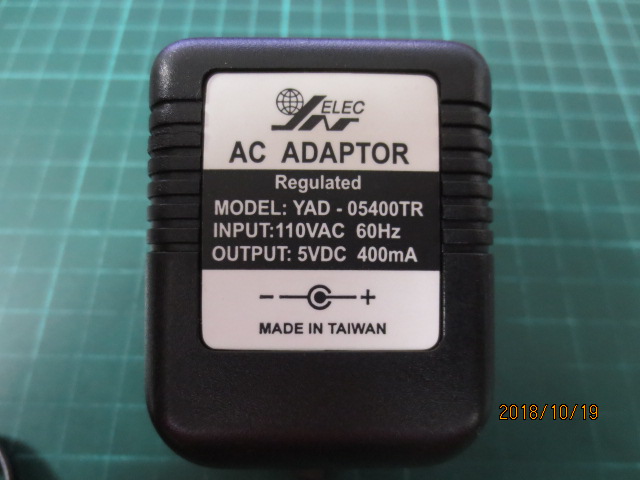 ELEC
AC ADAPTOR
Regulated
MODEL: YAD - 05400TR
INPUT:110VAC 60Hz
OUTPUT: 5VDC 400mA
- +
MADE IN TAIWAN
2018/10/19